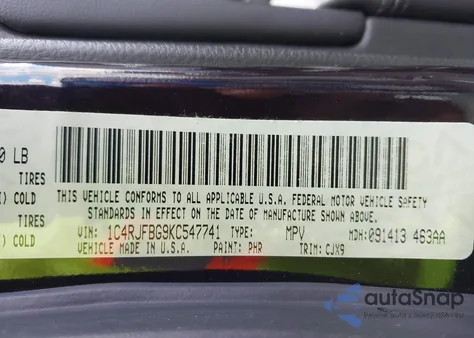 0 LB
TIRES
) COLD THIS VEHICLE CONFORMS TO ALL APPLICABLE U.S.A. FEDERAL MOTOR VEHICLE SAFETY
TIRES STANDARDS IN EFFECT ON THE DATE OF MANUFACTURE SHOWN ABOVE.
) COLD VIN: 1C4RJFBG9KC547741 TYPE: MPV MDH:091413 463AA
VEHICLE MADE IN U.S.A. PAINT: PHR TRIM: CJX9
autoSnap